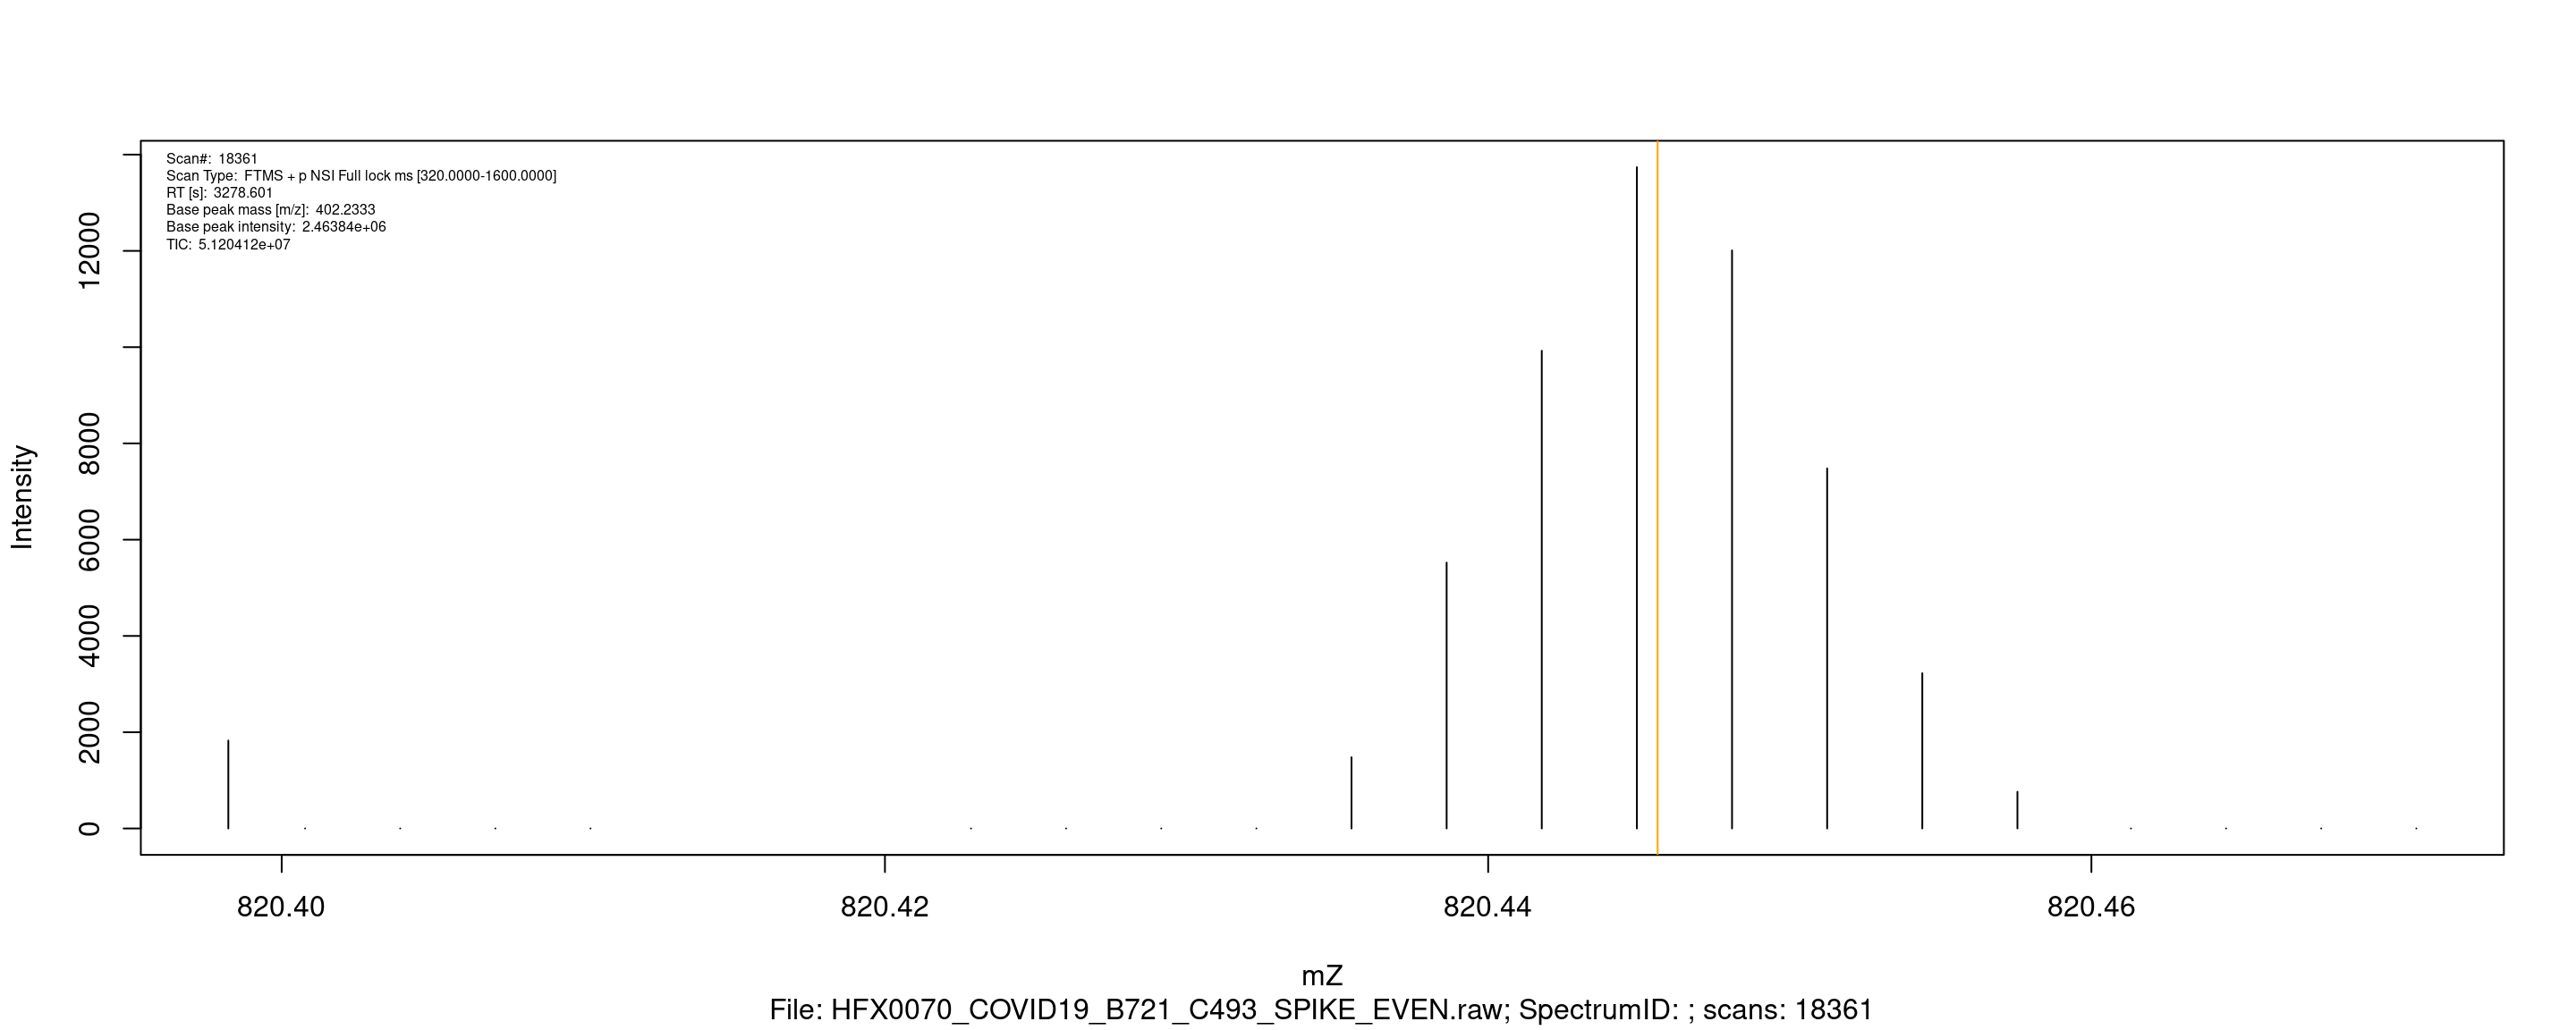 Scan#: 18361
Scan Type: FTMS + p NSI Full lock ms [320.0000-1600.0000]
RT [s]: 3278.601
Base peak mass [m/z]: 402.2333
Base peak intensity: 2.46384e+06
TIC: 5.120412e+07
12000
8000
6000
4000
2000
0
Intensity
820.40 820.42 820.44 820.46
mZ
File: HFX0070_COVID19_B721_C493_SPIKE_EVEN.raw; SpectrumID: ; scans: 18361